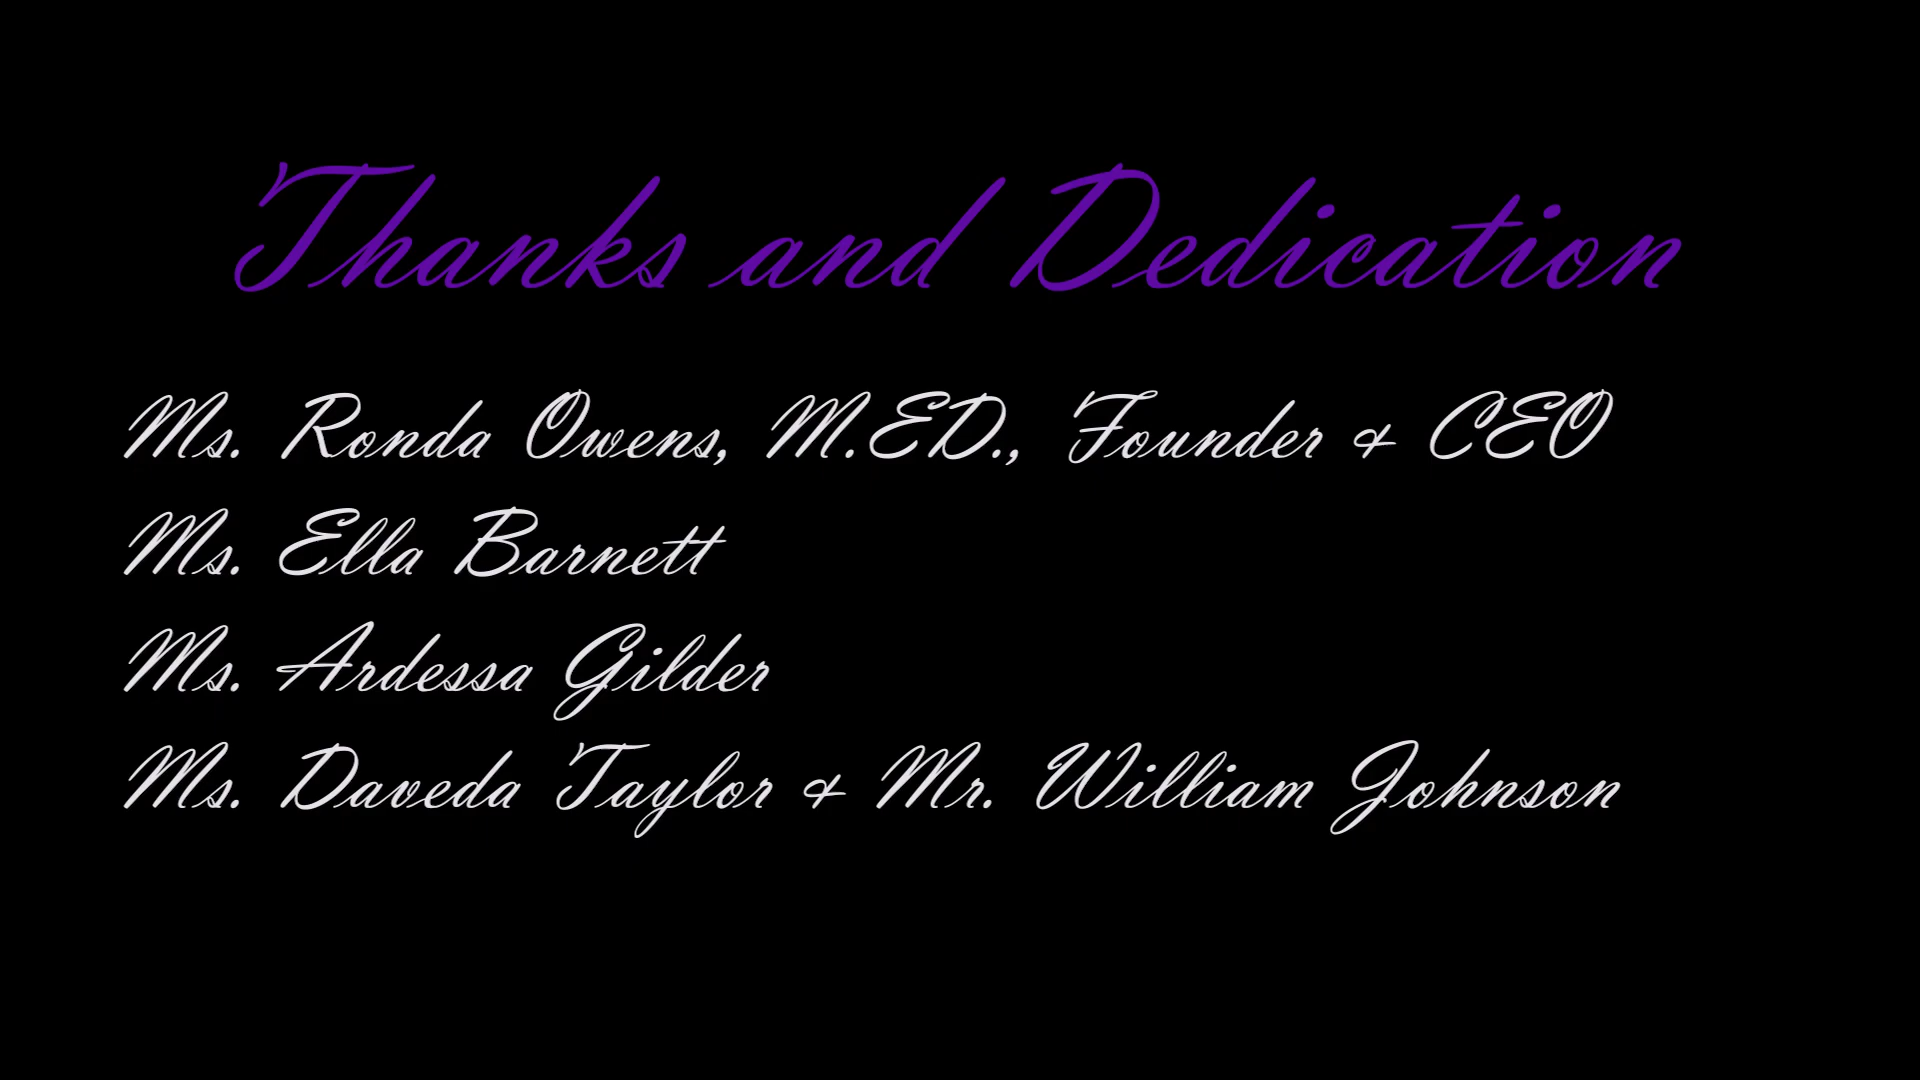 Thanks and Dedication
Ms. Ronda Owens, M.ED., Founder & CEO
Ms. Ella Barnett
Ms. Ardessa Gilder
Ms. Daveda Taylor & Mr. William Johnson